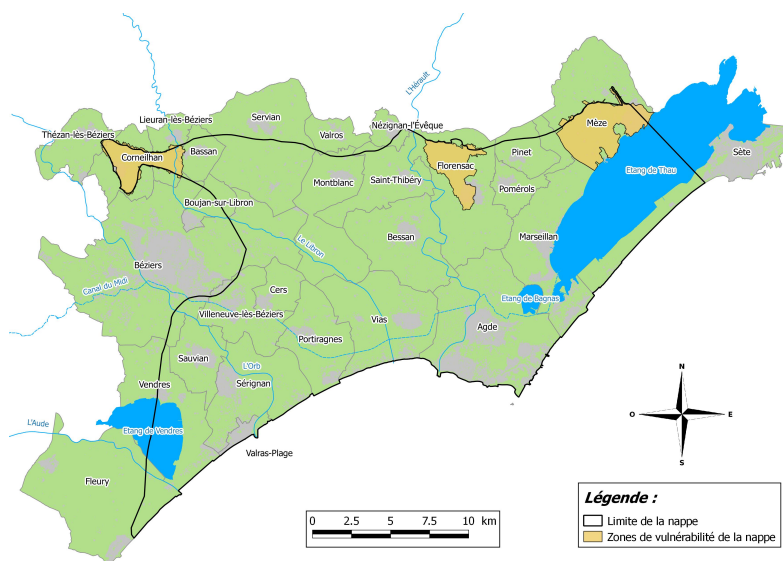 L'Hérault
Lieuran-lès-Béziers
Servian
Thézan-lès-Béziers
Valros
Nézignan-l'Évêque
Mèze
Corneilhan
Bassan
Pinet
Sète
Florensac
Etang de Thau
Montblanc
Saint-Thibéry
Pomérols
Boujan-sur-Libron
Le Libron
Bessan
Marseillan
Béziers
Canal du Midi
Cers
Etang de Bagnas
Villeneuve-lès-Béziers
Vias
Agde
Portiragnes
Sauvian
L'Orb
Vendres
Sérignan
L'Aude
Etang de Vendres
Valras-Plage
Fleury
N
O
E
S
0 2.5 5 7.5 10 km
Légende :
Limite de la nappe
Zones de vulnérabilité de la nappe